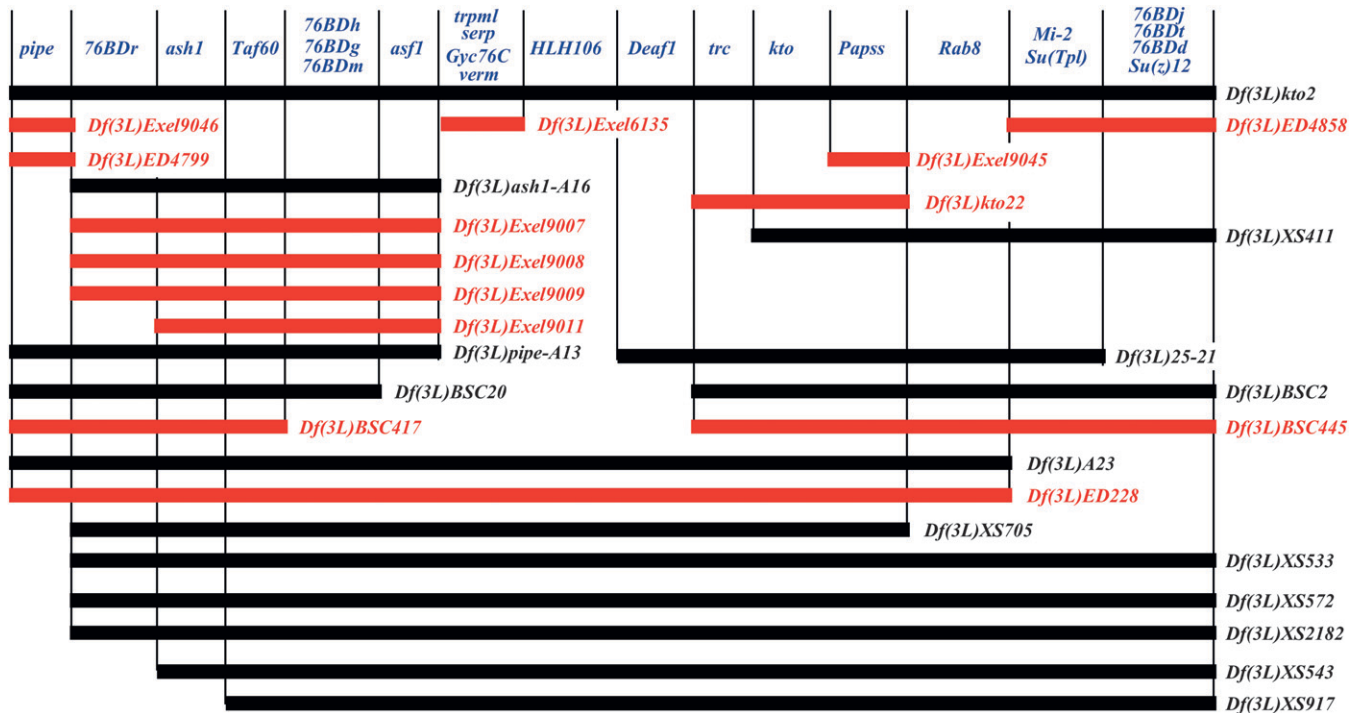 pipe
76BDr
ash1
Taf60
76BDh
76BDg
76BDm
asf1
trpml
serp
Gyc76C
verm
HLH106
Deaf1
trc
kto
Papss
Rab8
Mi-2
Su(Tpl)
76BDj
76BDt
76BDd
Su(z)12
Df(3L)kto2
Df(3L)Exel9046
Df(3L)Exel6135
Df(3L)ED4858
Df(3L)ED4799
Df(3L)Exel9045
Df(3L)ash1-A16
Df(3L)kto22
Df(3L)Exel9007
Df(3L)XS411
Df(3L)Exel9008
Df(3L)Exel9009
Df(3L)Exel9011
Df(3L)pipe-A13
Df(3L)25-21
Df(3L)BSC20
Df(3L)BSC2
Df(3L)BSC417
Df(3L)BSC445
Df(3L)A23
Df(3L)ED228
Df(3L)XS705
Df(3L)XS533
Df(3L)XS572
Df(3L)XS2182
Df(3L)XS543
Df(3L)XS917